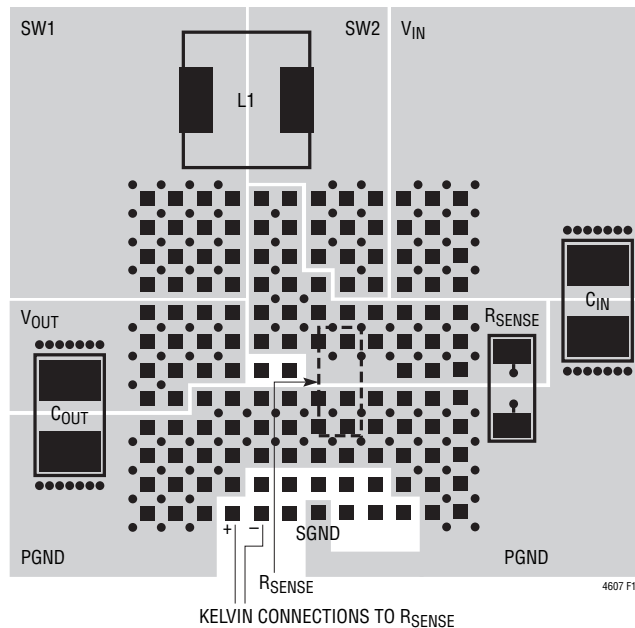 SW1
SW2
VIN
L1
VOUT
RSENSE
CIN
COUT
+
–
SGND
PGND
PGND
RSENSE
4607 F1
KELVIN CONNECTIONS TO RSENSE